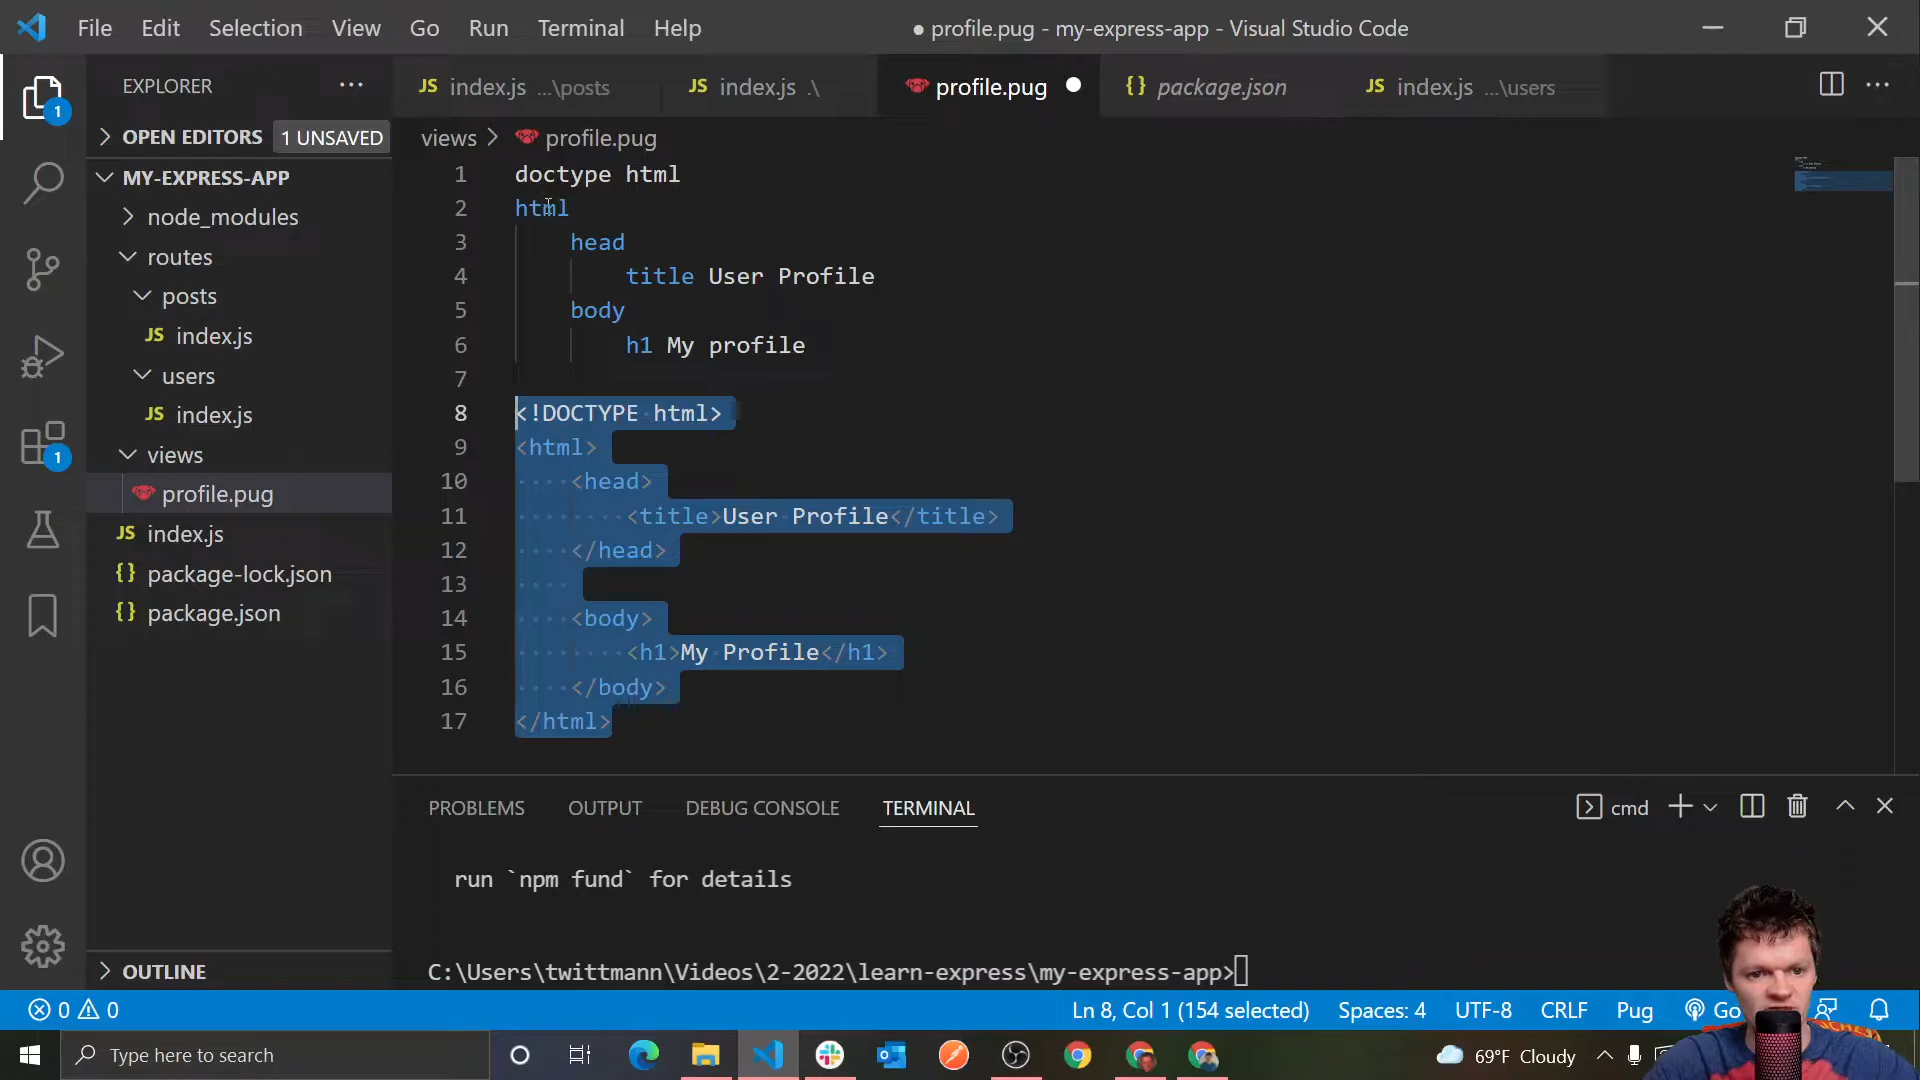 File Edit Selection View Go Run Terminal Help
● profile.pug - my-express-app - Visual Studio Code
EXPLORER ...
JS index.js ...\posts
JS index.js .\
profile.pug ●
{} package.json
JS index.js ...\users
OPEN EDITORS 1 UNSAVED
views > profile.pug
MY-EXPRESS-APP
node_modules
routes
posts
JS index.js
users
JS index.js
views
profile.pug
JS index.js
{} package-lock.json
{} package.json
OUTLINE
1
1
1 doctype html
2 html
3 head
4 title User Profile
5 body
6 h1 My profile
7
8 <!DOCTYPE html>
9 <html>
10 <head>
11 <title>User Profile</title>
12 </head>
13
14 <body>
15 <h1>My Profile</h1>
16 </body>
17 </html>
PROBLEMS OUTPUT DEBUG CONSOLE TERMINAL
cmd
run `npm fund` for details
C:\Users\twittmann\Videos\2-2022\learn-express\my-express-app>
0 0
Ln 8, Col 1 (154 selected) Spaces: 4 UTF-8 CRLF Pug Go
Type here to search
69°F Cloudy